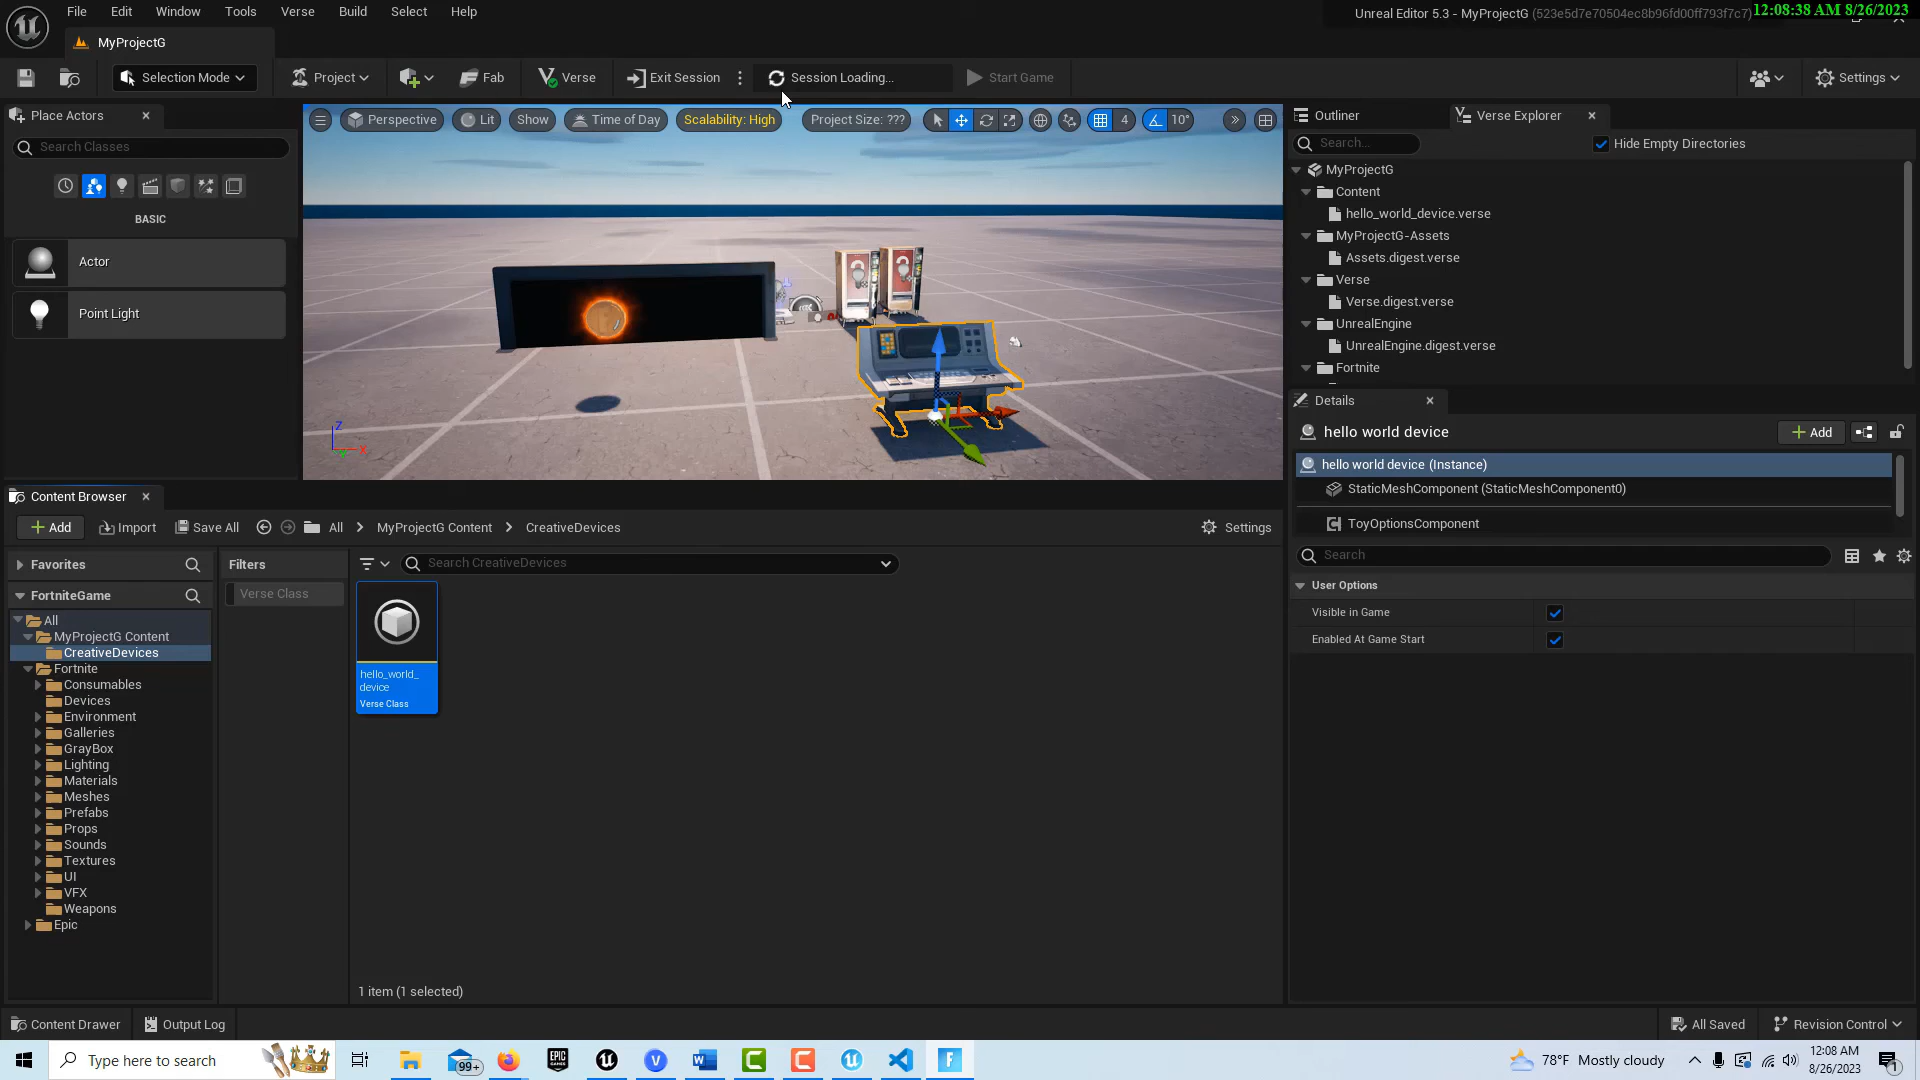 File Edit Window Tools Verse Build Select Help
Unreal Editor 5.3 - MyProjectG (523e5d7e70504ec8b96fd00ff793f7c7)
12:08:38 AM 8/26/2023
MyProjectG
Selection Mode Project Fab Verse Exit Session Session Loading... Start Game Settings
Place Actors
Search Classes
BASIC
Actor
Point Light
Perspective Lit Show Time of Day Scalability: High Project Size: ??? 4 10°
Z
X
Outliner Verse Explorer
Search... Hide Empty Directories
MyProjectG
Content
hello_world_device.verse
MyProjectG-Assets
Assets.digest.verse
Verse
Verse.digest.verse
UnrealEngine
UnrealEngine.digest.verse
Fortnite
Details
hello world device Add
hello world device (Instance)
StaticMeshComponent (StaticMeshComponent0)
ToyOptionsComponent
Search
User Options
Visible in Game
Enabled At Game Start
Content Browser
Add Import Save All All MyProjectG Content CreativeDevices Settings
Favorites
FortniteGame
All
MyProjectG Content
CreativeDevices
Fortnite
Consumables
Devices
Environment
Galleries
GrayBox
Lighting
Materials
Meshes
Prefabs
Props
Sounds
Textures
UI
VFX
Weapons
Epic
Filters
Verse Class
Search CreativeDevices
hello_world_
device
Verse Class
1 item (1 selected)
Content Drawer Output Log All Saved Revision Control
Type here to search 99+ EPIC GAMES 78°F Mostly cloudy
12:08 AM
8/26/2023
1